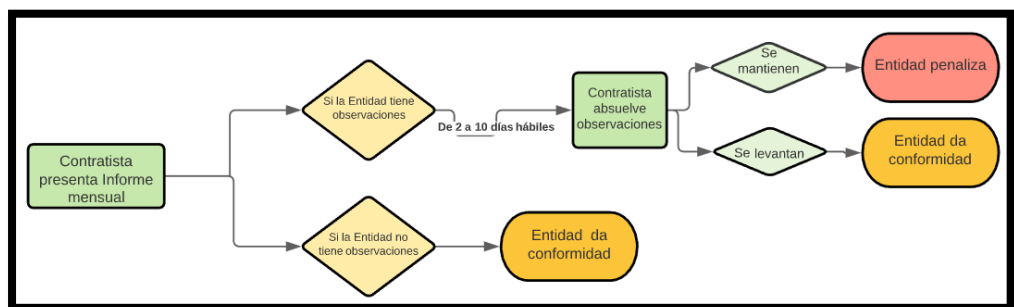 Contratista
presenta Informe
mensual
Si la Entidad tiene
observaciones
De 2 a 10 días hábiles
Contratista
absuelve
observaciones
Se
mantienen
Entidad penaliza
Se levantan
Entidad da
conformidad
Si la Entidad no
tiene observaciones
Entidad da
conformidad